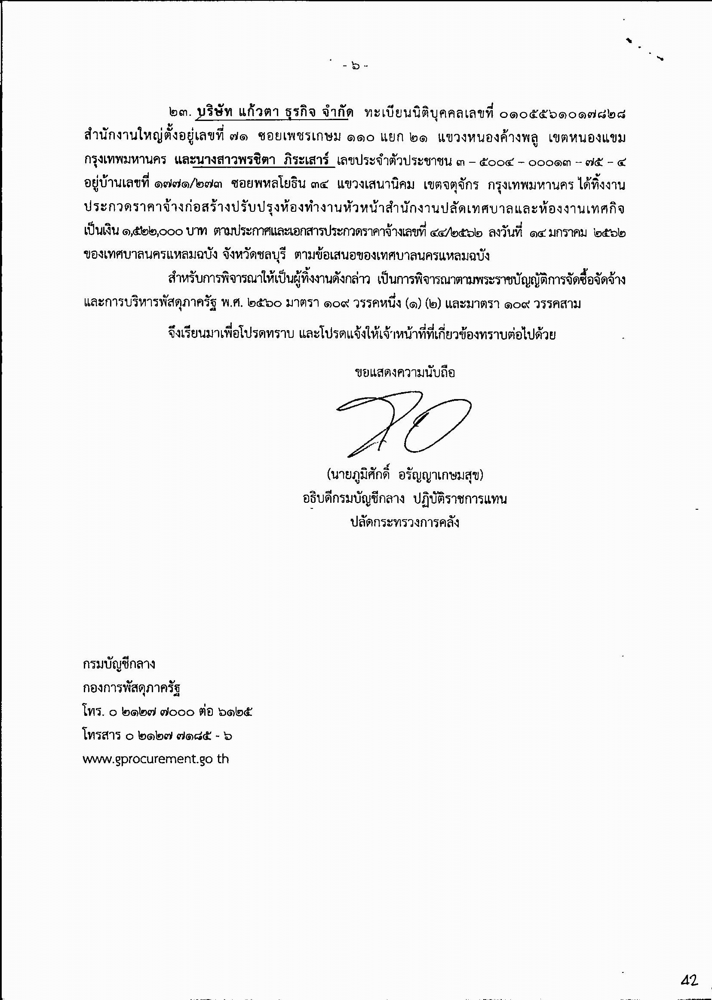 - ๖ -
๒๓. บริษัท แก้วตา ธุรกิจ จำกัด ทะเบียนนิติบุคคลเลขที่ ๐๑๐๕๕๖๑๐๑๗๘๒๘
สำนักงานใหญ่ตั้งอยู่เลขที่ ๗๑ ซอยเพชรเกษม ๑๑๐ แยก ๒๑ แขวงหนองค้างพลู เขตหนองแขม
กรุงเทพมหานคร และนางสาวพรชิตา ภิระเสาร์ เลขประจำตัวประชาชน ๓ – ๕๐๐๔ – ๐๐๐๑๓ – ๗๕ – ๔
อยู่บ้านเลขที่ ๑๗๗๑/๒๗๓ ซอยพหลโยธิน ๓๔ แขวงเสนานิคม เขตจตุจักร กรุงเทพมหานคร ได้ทิ้งงาน
ประกวดราคาจ้างก่อสร้างปรับปรุงห้องทำงานหัวหน้าสำนักงานปลัดเทศบาลและห้องงานเทศกิจ
เป็นเงิน ๑,๕๒๒,๐๐๐ บาท ตามประกาศและเอกสารประกวดราคาจ้างเลขที่ ๔๔/๒๕๖๒ ลงวันที่ ๑๔ มกราคม ๒๕๖๒
ของเทศบาลนครแหลมฉบัง จังหวัดชลบุรี ตามข้อเสนอของเทศบาลนครแหลมฉบัง
สำหรับการพิจารณาให้เป็นผู้ทิ้งงานดังกล่าว เป็นการพิจารณาตามพระราชบัญญัติการจัดซื้อจัดจ้าง
และการบริหารพัสดุภาครัฐ พ.ศ. ๒๕๖๐ มาตรา ๑๐๙ วรรคหนึ่ง (๑) (๒) และมาตรา ๑๐๙ วรรคสาม
จึงเรียนมาเพื่อโปรดทราบ และโปรดแจ้งให้เจ้าหน้าที่ที่เกี่ยวข้องทราบต่อไปด้วย
ขอแสดงความนับถือ
(นายภูมิศักดิ์ อรัญญาเกษมสุข)
อธิบดีกรมบัญชีกลาง ปฏิบัติราชการแทน
ปลัดกระทรวงการคลัง
กรมบัญชีกลาง
กองการพัสดุภาครัฐ
โทร. ๐ ๒๑๒๗ ๗๐๐๐ ต่อ ๖๑๒๕
โทรสาร ๐ ๒๑๒๗ ๗๑๘๕ - ๖
www.gprocurement.go th
42